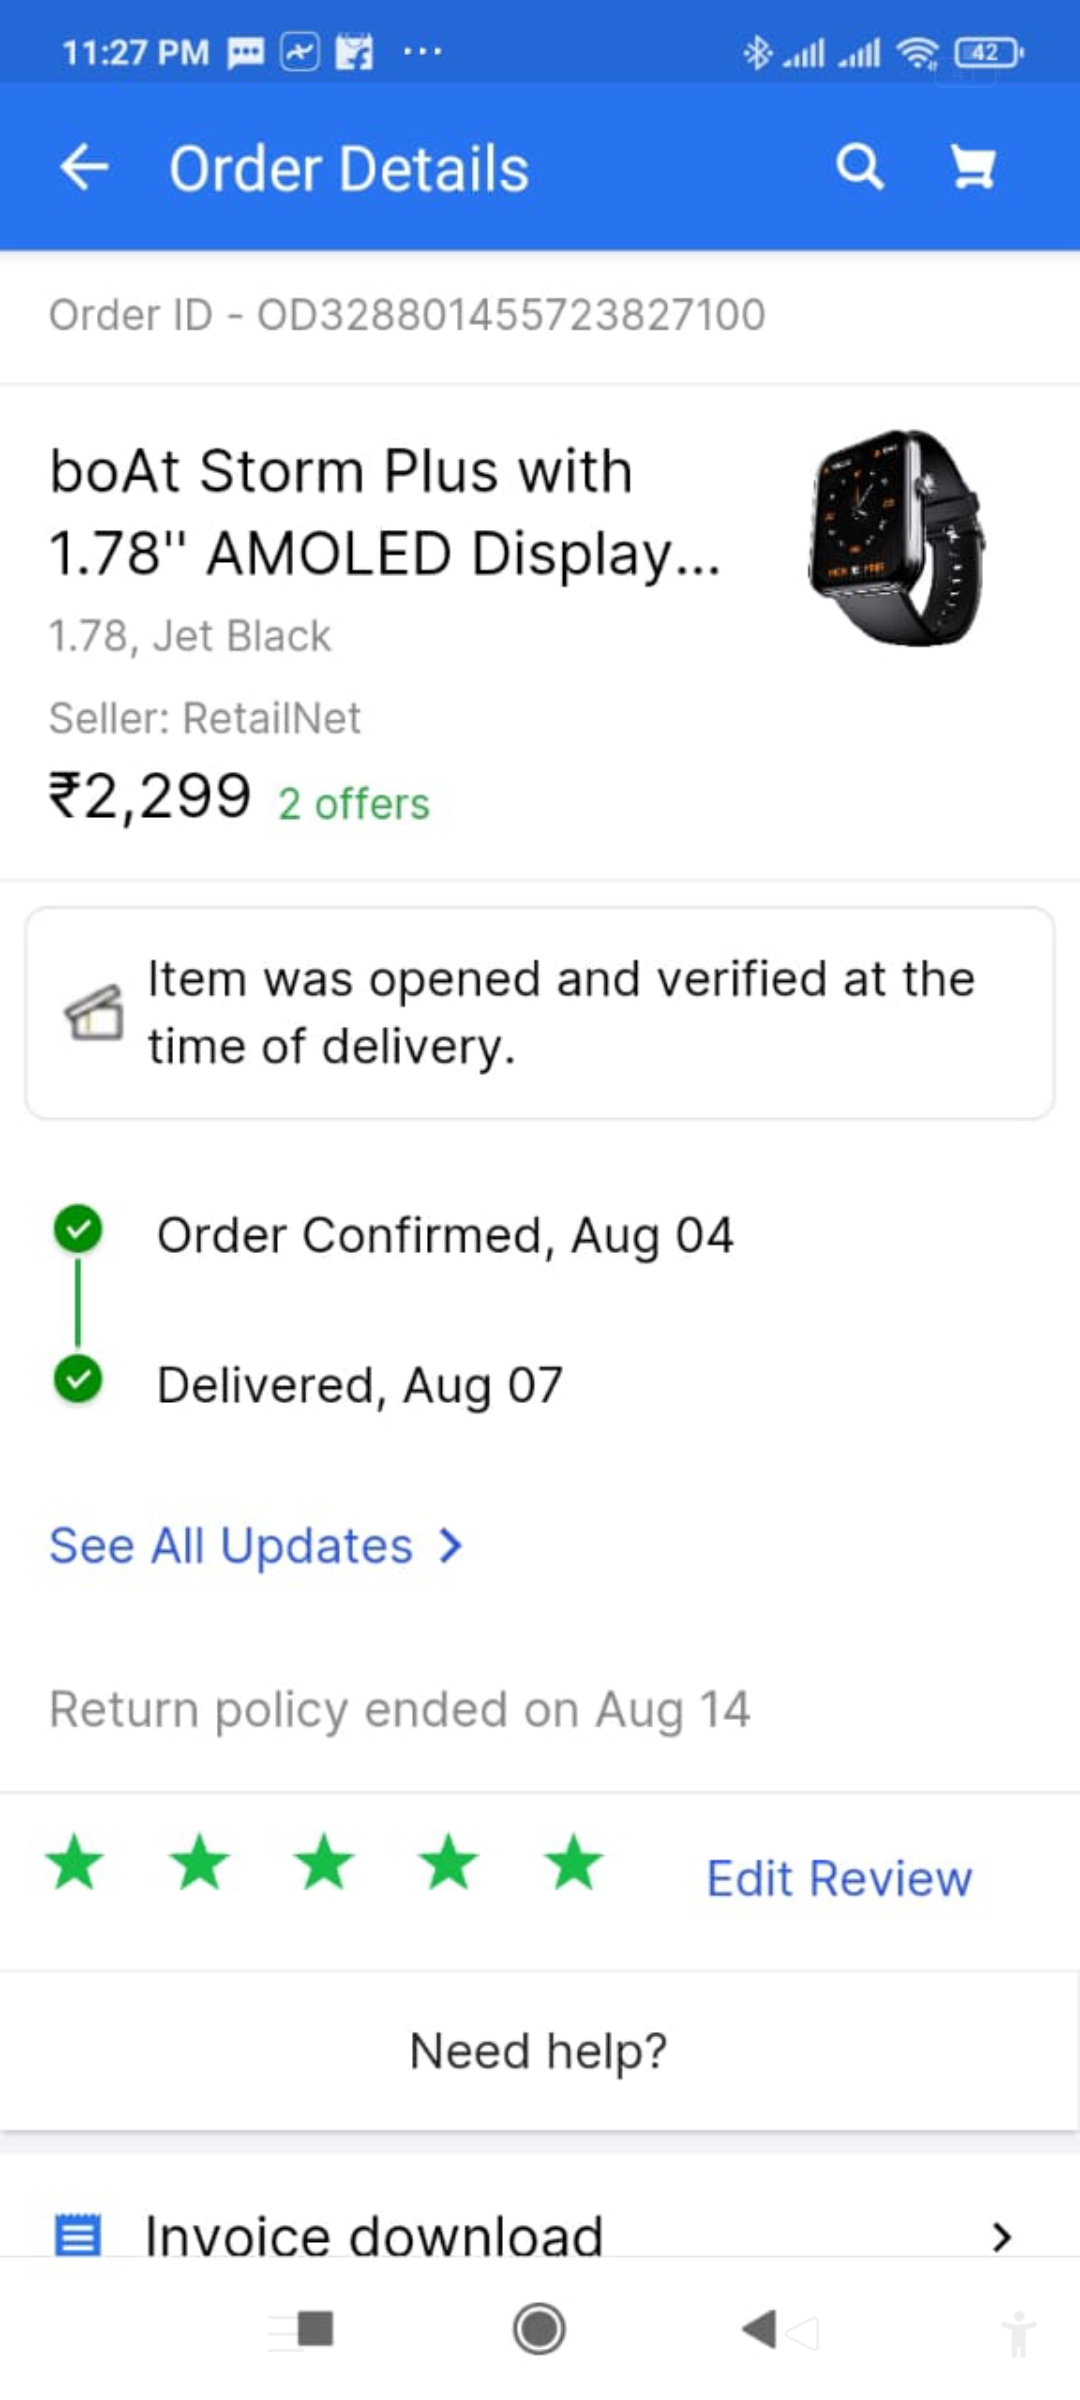 11:27 PM
42
Order Details
Order ID - OD328801455723827100
boAt Storm Plus with
1.78" AMOLED Display...
1.78, Jet Black
Seller: RetailNet
₹2,299 2 offers
Item was opened and verified at the
time of delivery.
Order Confirmed, Aug 04
Delivered, Aug 07
See All Updates
Return policy ended on Aug 14
Edit Review
Need help?
Invoice download